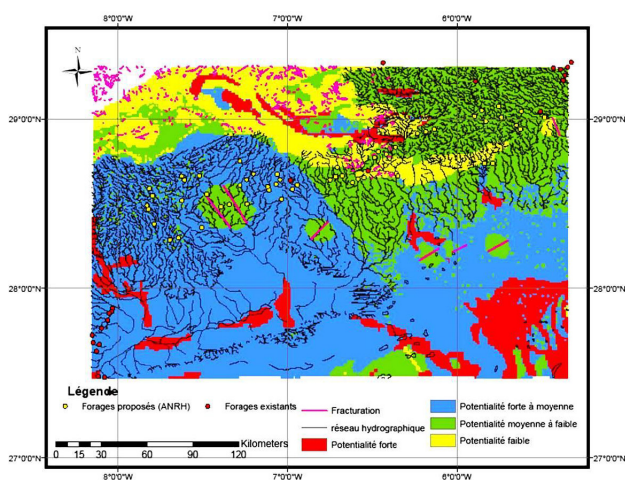 8°0'0"W 7°0'0"W 6°0'0"W
N
29°0'0"N 29°0'0"N
28°0'0"N 28°0'0"N
27°0'0"N 27°0'0"N
Légende
Forages proposés (ANRH) Forages existants
Fracturation
réseau hydrographique
Potentialité forte
Potentialité forte à moyenne
Potentialité moyenne à faible
Potentialité faible
Kilometers
0 15 30 60 90 120
8°0'0"W 7°0'0"W 6°0'0"W